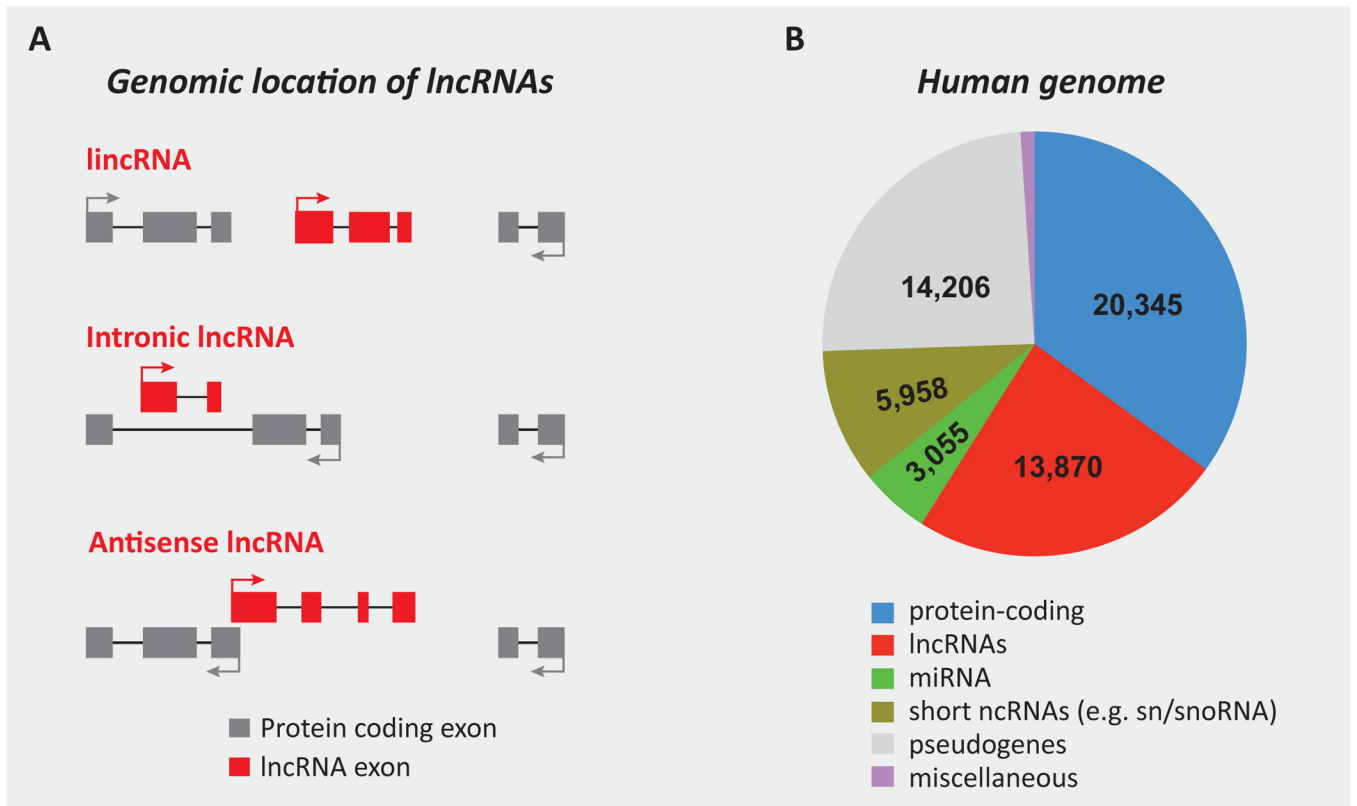 A
Genomic location of lncRNAs
lincRNA
Intronic lncRNA
Antisense lncRNA
Protein coding exon
lncRNA exon
B
Human genome
14,206
20,345
5,958
3,055
13,870
protein-coding
lncRNAs
miRNA
short ncRNAs (e.g. sn/snoRNA)
pseudogenes
miscellaneous